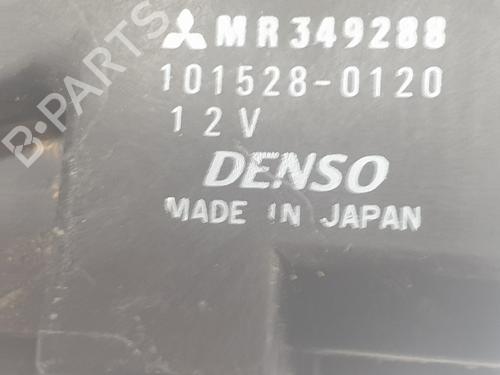 MR349288
101528-0120
12V
DENSO
MADE IN JAPAN
B-PARTS